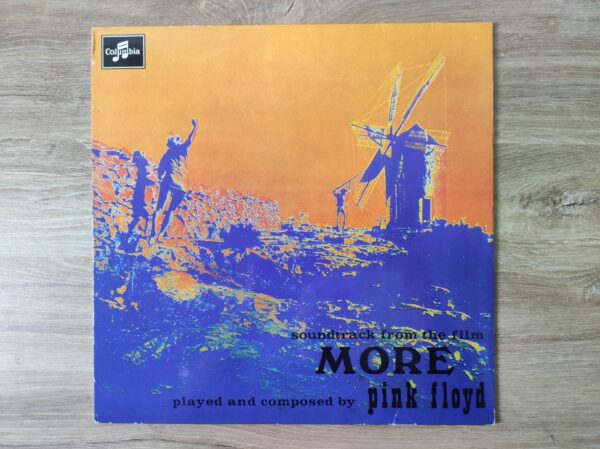 Columbia
soundtrack from the film
MORE
played and composed by pink floyd